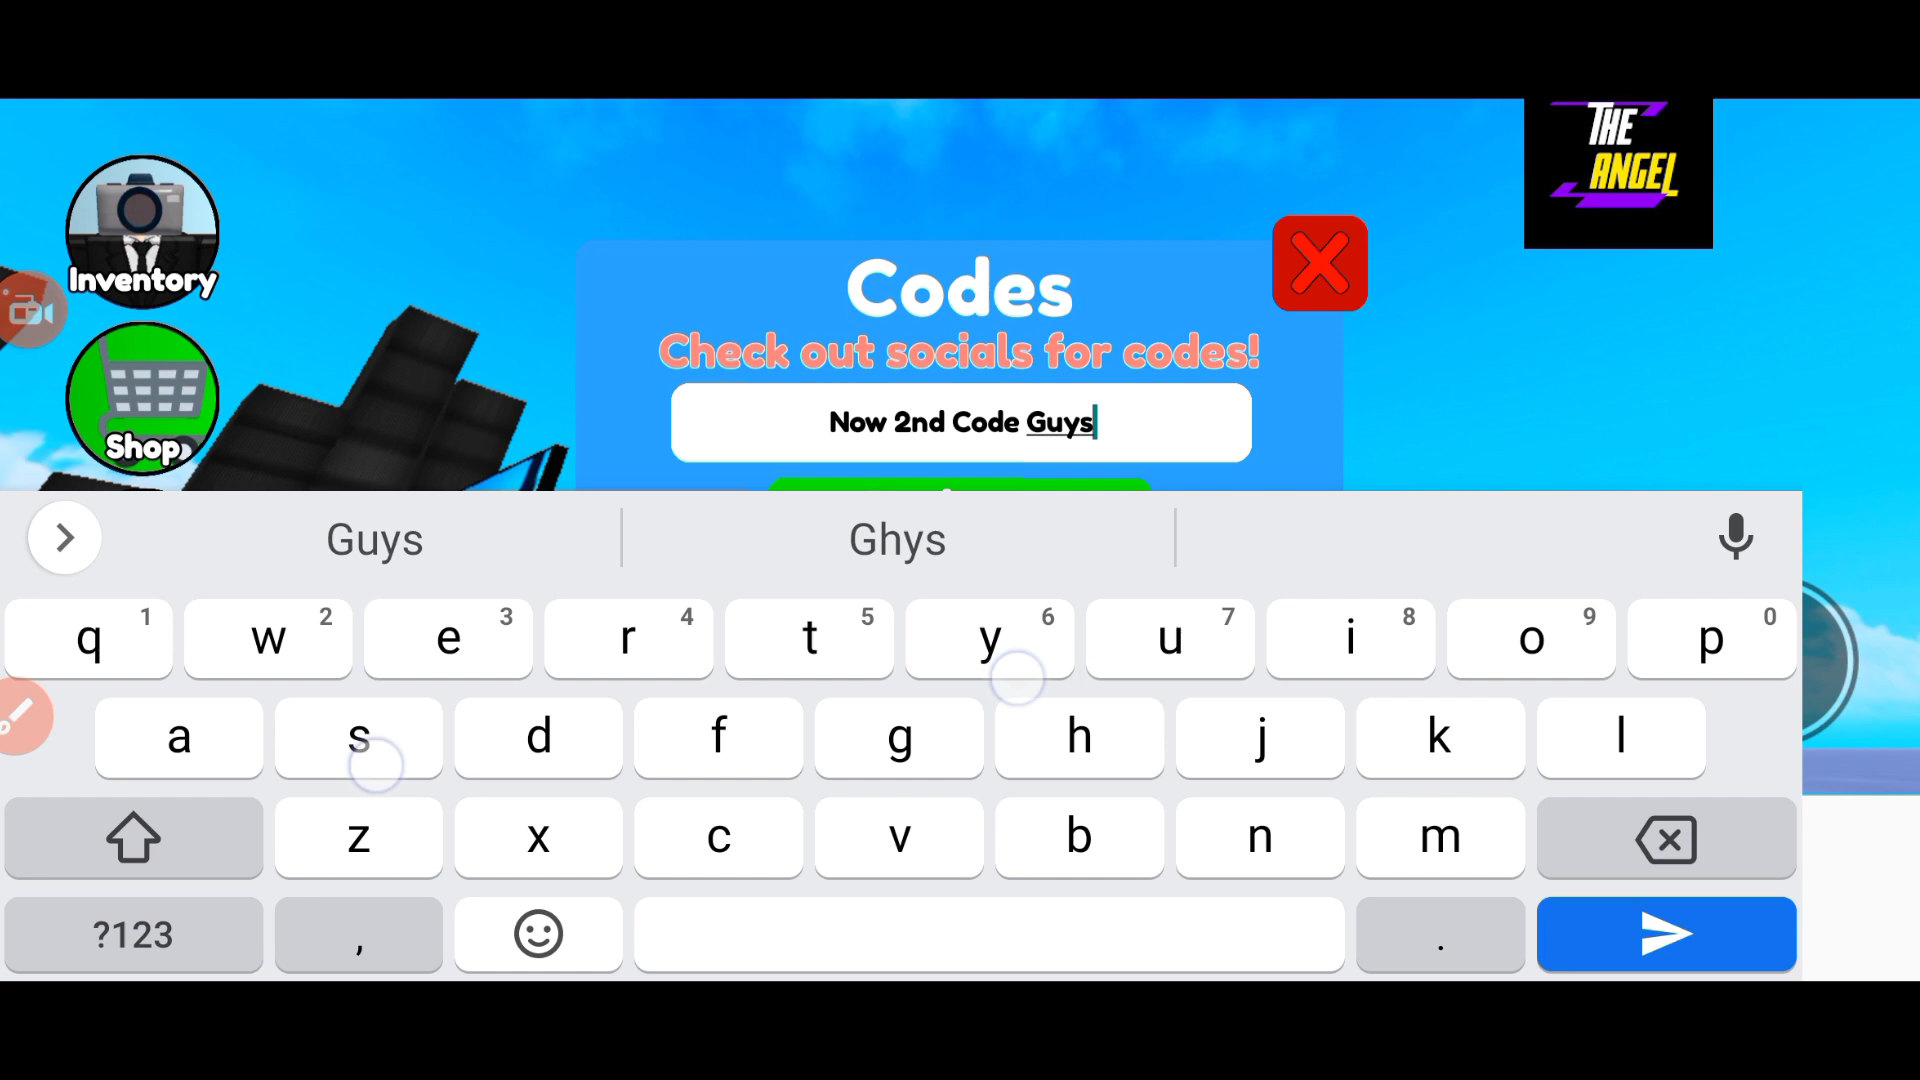 THE
ANGEL
Inventory
Shop
Codes
Check out socials for codes!
Now 2nd Code Guys
Guys Ghys
q 1 w 2 e 3 r 4 t 5 y 6 u 7 i 8 o 9 p 0
a s d f g h j k l
z x c v b n m
?123 , .